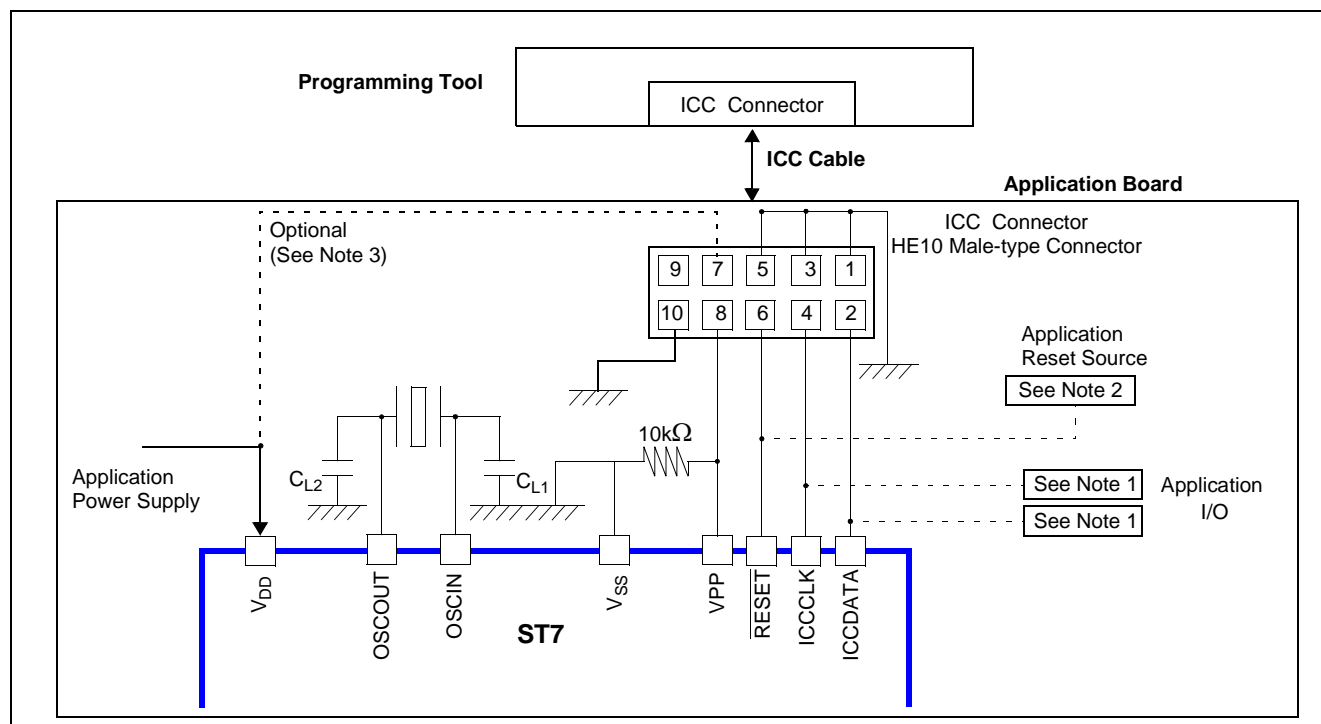 Programming Tool
ICC Connector
ICC Cable
Application Board
Optional
(See Note 3)
ICC Connector
HE10 Male-type Connector
9 7 5 3 1
10 8 6 4 2
Application
Reset Source
See Note 2
10kΩ
Application
Power Supply
CL2
CL1
See Note 1
See Note 1
Application
I/O
VDD
OSCOUT
OSCIN
VSS
VPP
RESET
ICCCLK
ICCDATA
ST7